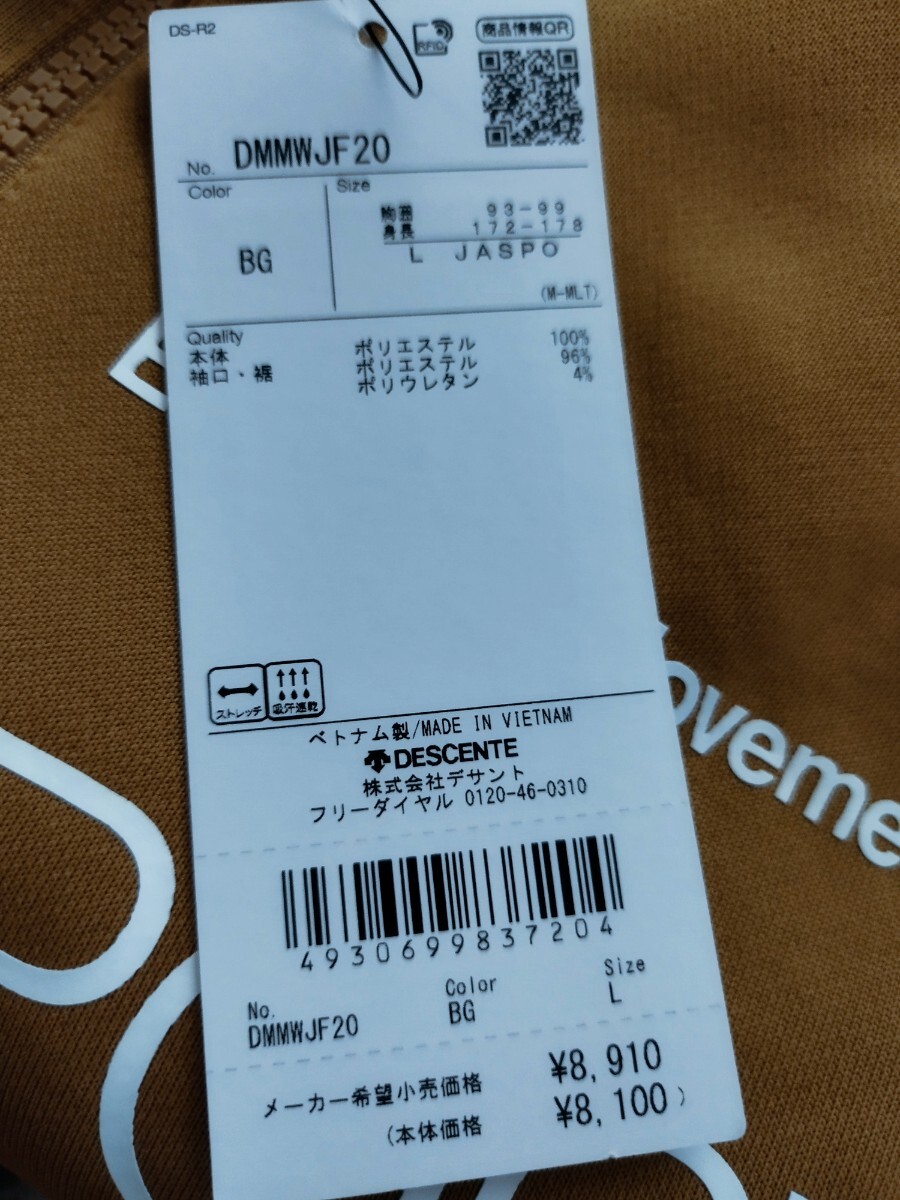 DS-R2
RFID
商品情報QR
No. DMMWJF20
Color
Size
BG
胸囲 93-99
身長 172-178
L JASPO
(M-MLT)
Quality
本体 ポリエステル 100%
袖口・裾 ポリエステル 96%
ポリウレタン 4%
ストレッチ
吸汗速乾
ベトナム製/MADE IN VIETNAM
DESCENTE
株式会社デサント
フリーダイヤル 0120-46-0310
4930699837204
No.
DMMWJF20
Color
BG
Size
L
メーカー希望小売価格 ¥8,910
(本体価格 ¥8,100)
oveme